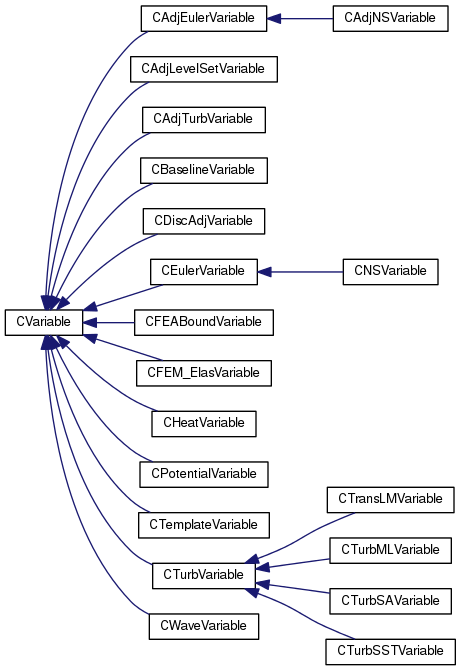 CAdjEulerVariable
CAdjNSVariable
CAdjLevelSetVariable
CAdjTurbVariable
CBaselineVariable
CDiscAdjVariable
CEulerVariable
CNSVariable
CVariable
CFEABoundVariable
CFEM_ElasVariable
CHeatVariable
CPotentialVariable
CTransLMVariable
CTemplateVariable
CTurbMLVariable
CTurbVariable
CTurbSAVariable
CWaveVariable
CTurbSSTVariable